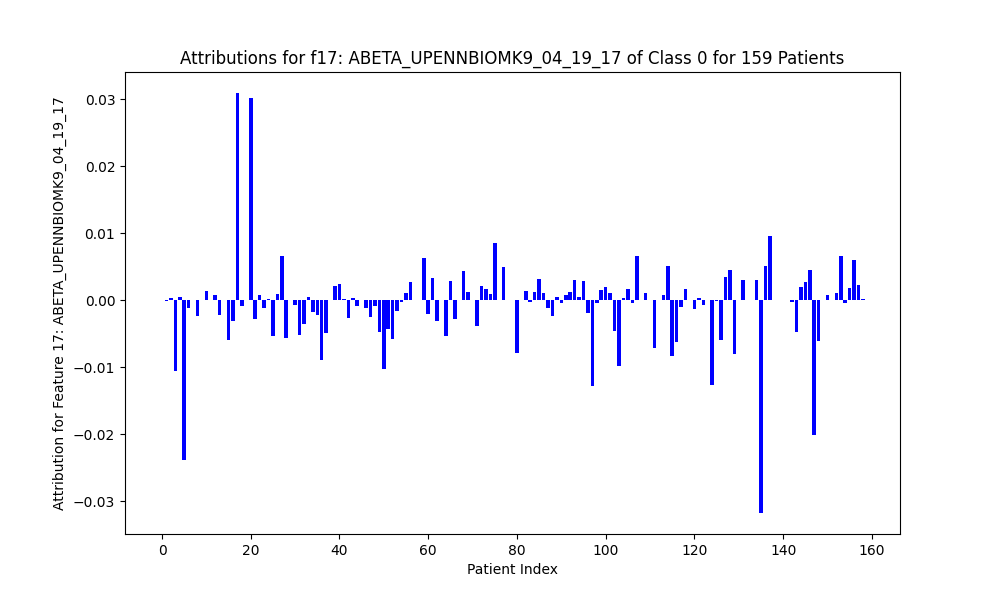 Attributions for f17: ABETA_UPENNBIOMK9_04_19_17 of Class 0 for 159 Patients
Attribution for Feature 17: ABETA_UPENNBIOMK9_04_19_17
0.03
0.02
0.01
0.00
−0.01
−0.02
−0.03
0 20 40 60 80 100 120 140 160
Patient Index